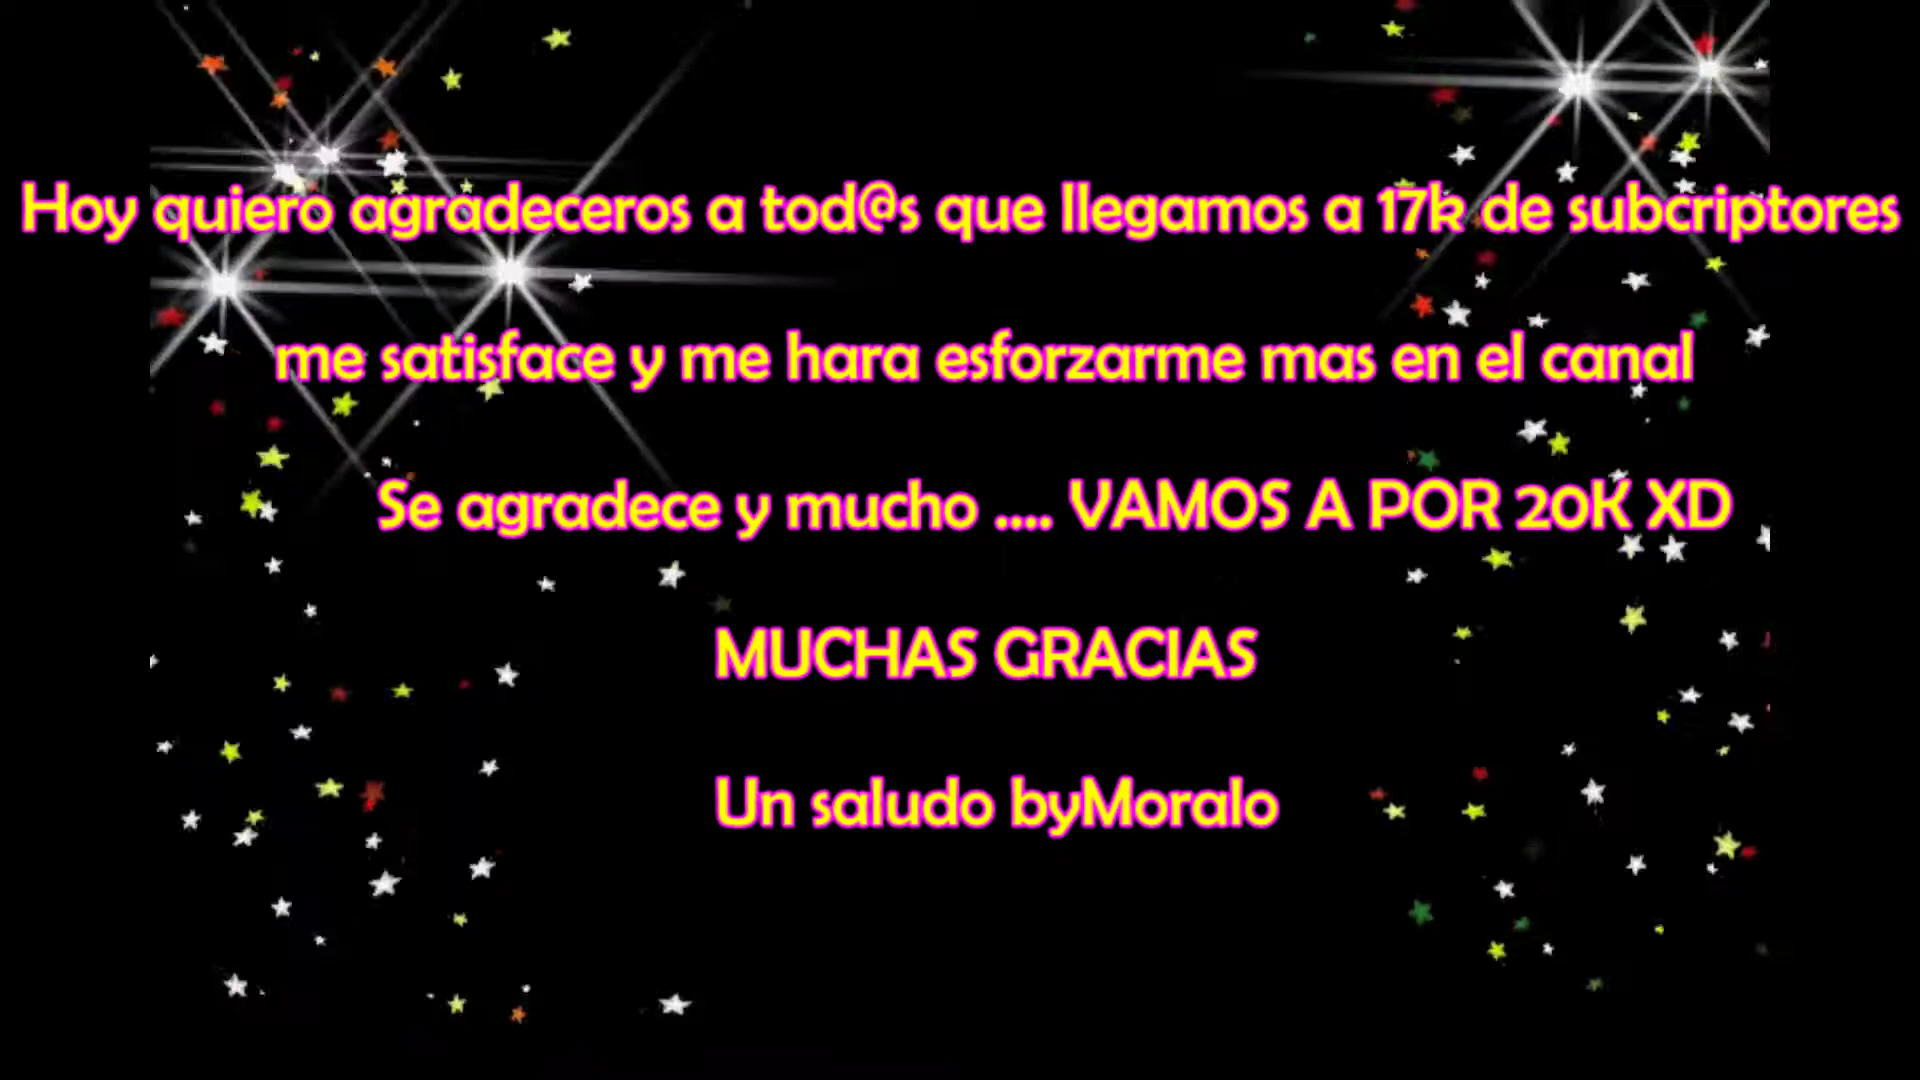 Hoy quiero agradeceros a tod@s que llegamos a 17k de subcriptores
me satisface y me hara esforzarme mas en el canal
Se agradece y mucho .... VAMOS A POR 20K XD
MUCHAS GRACIAS
Un saludo byMoralo